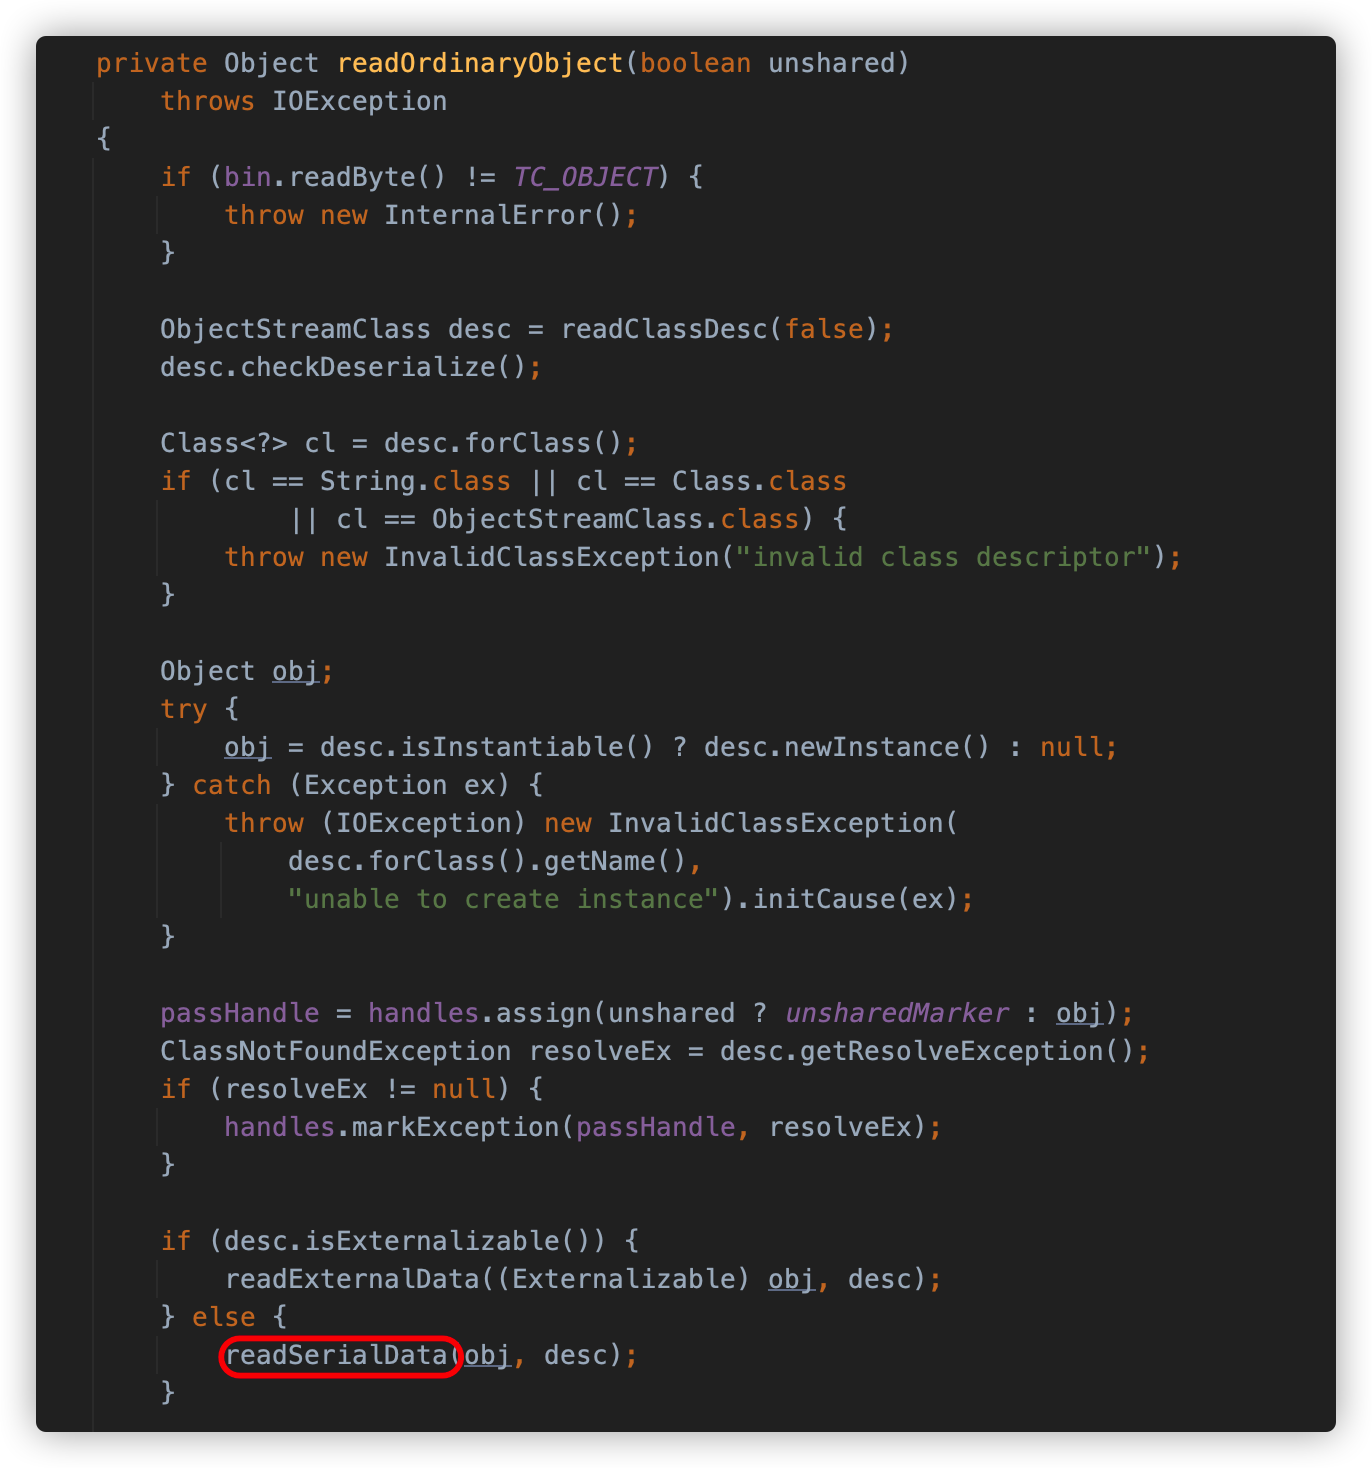 private Object readOrdinaryObject(boolean unshared)
    throws IOException
{
    if (bin.readByte() != TC_OBJECT) {
        throw new InternalError();
    }

    ObjectStreamClass desc = readClassDesc(false);
    desc.checkDeserialize();

    Class<?> cl = desc.forClass();
    if (cl == String.class || cl == Class.class
            || cl == ObjectStreamClass.class) {
        throw new InvalidClassException("invalid class descriptor");
    }

    Object obj;
    try {
        obj = desc.isInstantiable() ? desc.newInstance() : null;
    } catch (Exception ex) {
        throw (IOException) new InvalidClassException(
            desc.forClass().getName(),
            "unable to create instance").initCause(ex);
    }

    passHandle = handles.assign(unshared ? unsharedMarker : obj);
    ClassNotFoundException resolveEx = desc.getResolveException();
    if (resolveEx != null) {
        handles.markException(passHandle, resolveEx);
    }

    if (desc.isExternalizable()) {
        readExternalData((Externalizable) obj, desc);
    } else {
        readSerialData(obj, desc);
    }